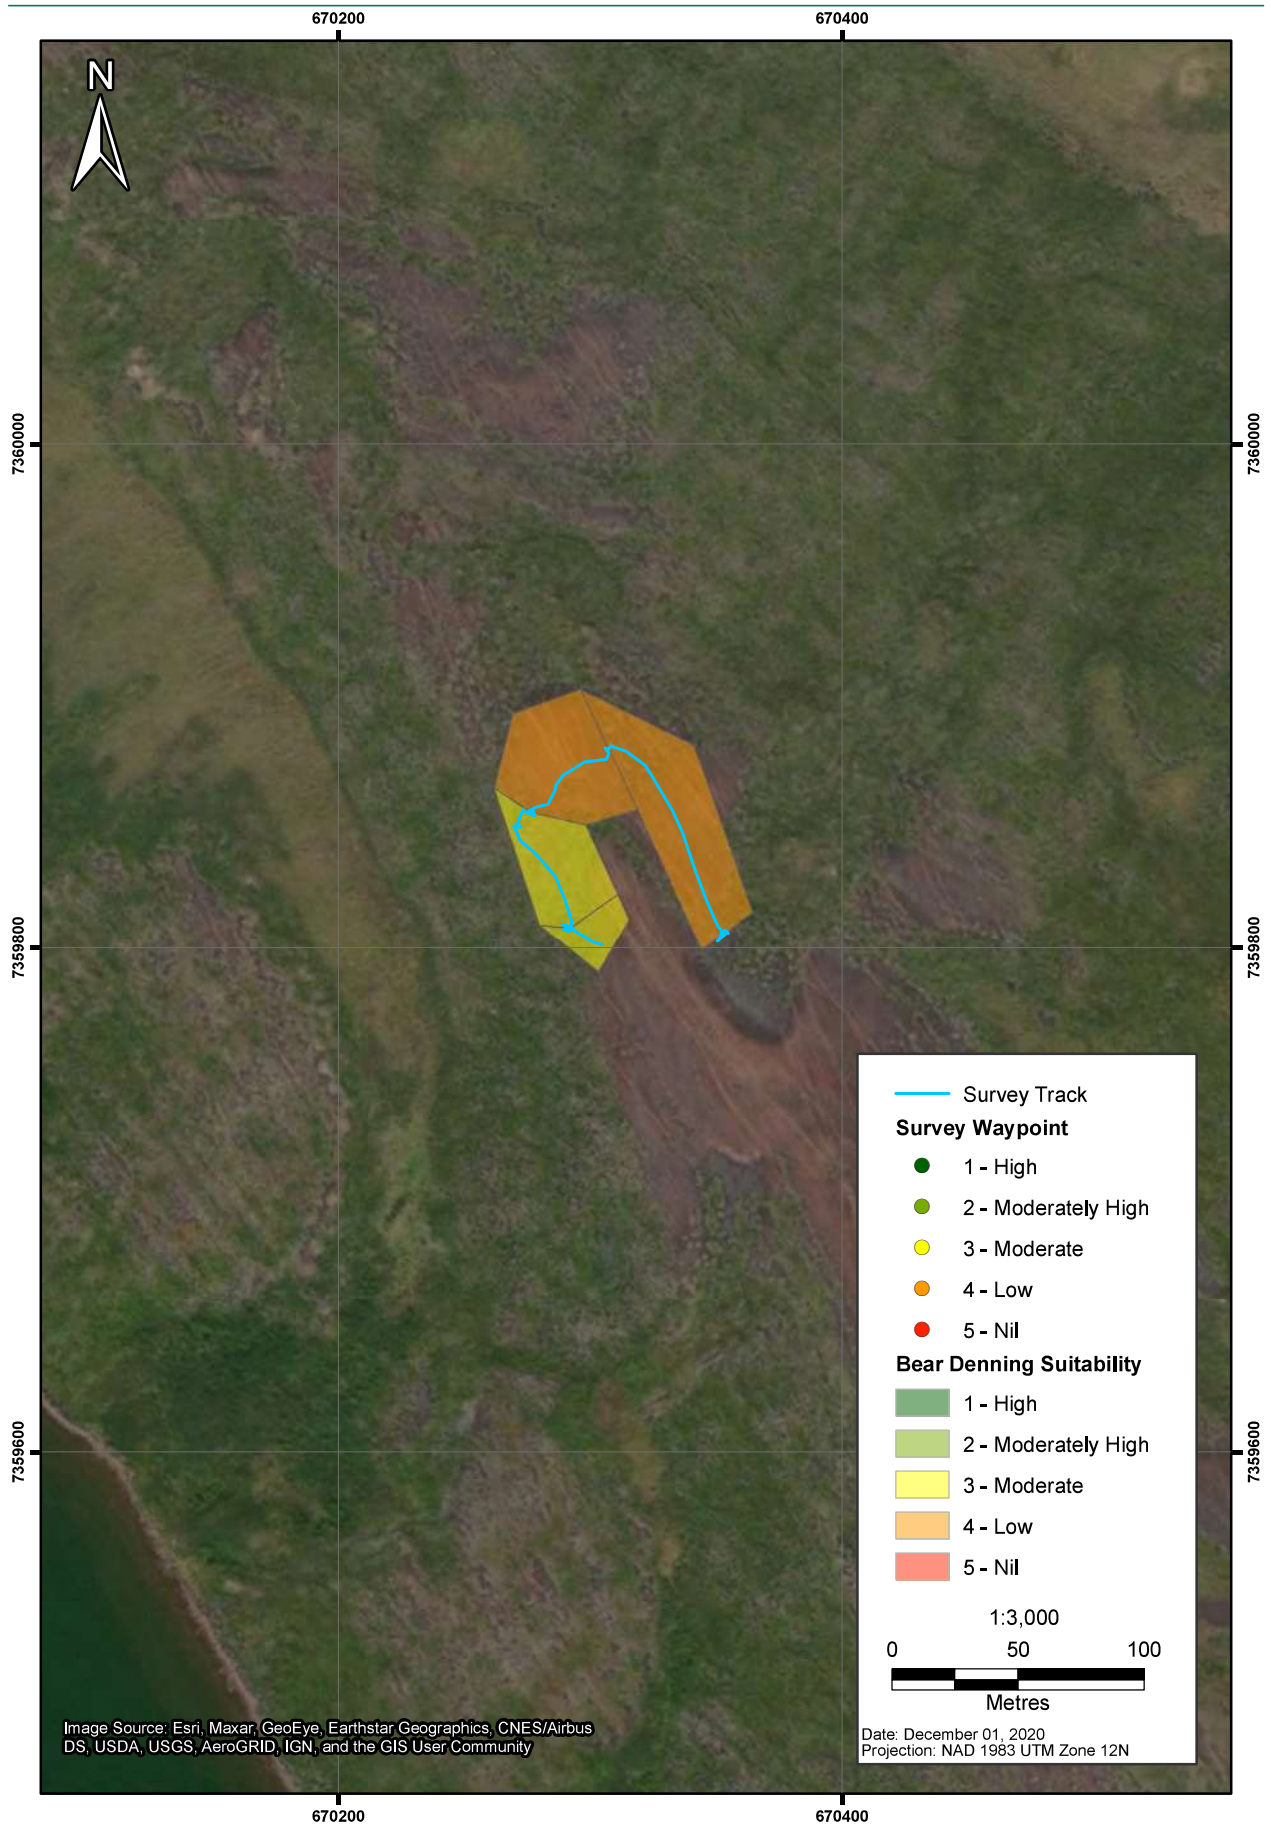 670200 670400
N
7360000 7360000
7359800 7359800
7359600 7359600
Survey Track
Survey Waypoint
1 - High
2 - Moderately High
3 - Moderate
4 - Low
5 - Nil
Bear Denning Suitability
1 - High
2 - Moderately High
3 - Moderate
4 - Low
5 - Nil
1:3,000
0 50 100
Metres
Date: December 01, 2020
Projection: NAD 1983 UTM Zone 12N
Image Source: Esri, Maxar, GeoEye, Earthstar Geographics, CNES/Airbus
DS, USDA, USGS, AeroGRID, IGN, and the GIS User Community
670200 670400